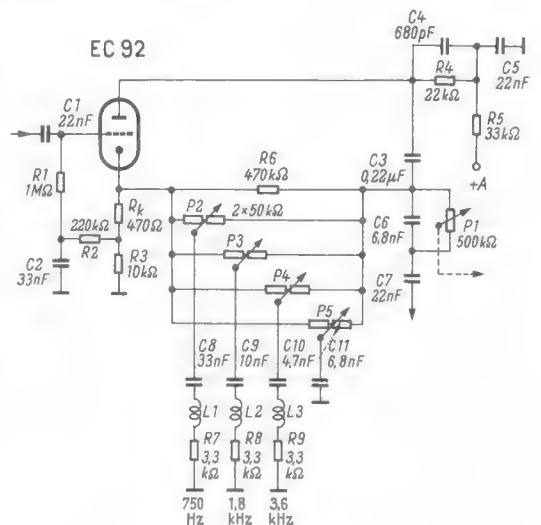 EC 92
C1
22nF
R1
1MΩ
220kΩ
R2
C2
33nF
Rk
470Ω
R3
10kΩ
R6
470kΩ
P2
2×50kΩ
P3
P4
P5
C4
680pF
C5
22nF
R4
22kΩ
R5
33kΩ
+A
C3
0,22µF
C6
6,8nF
P1
500kΩ
C7
22nF
C8
33nF
C9
10nF
C10
4,7nF
C11
6,8nF
L1
L2
L3
R7
3,3
kΩ
R8
3,3
kΩ
R9
3,3
kΩ
750
Hz
1,8
kHz
3,6
kHz